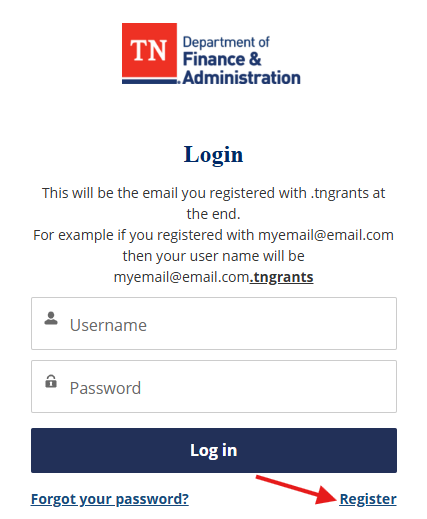 TN
Department of
Finance &
Administration
Login
This will be the email you registered with .tngrants at
the end.
For example if you registered with myemail@email.com
then your user name will be
myemail@email.com.tngrants
Username
Password
Log in
Forgot your password?
Register